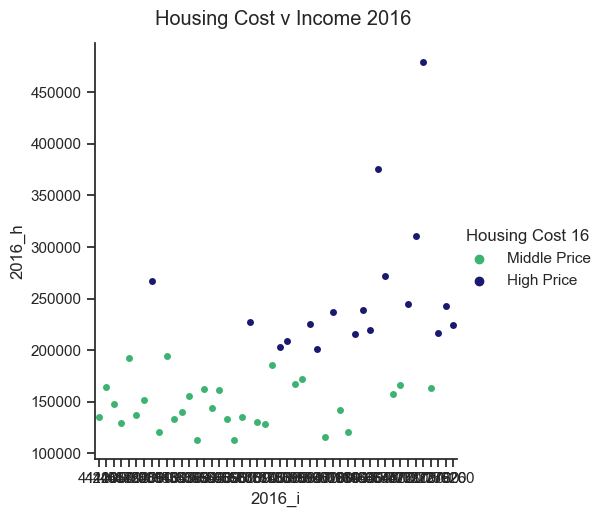 Housing Cost v Income 2016
450000
400000
350000
300000
250000
200000
150000
100000
2016_h
2016_i
Housing Cost 16
Middle Price
High Price